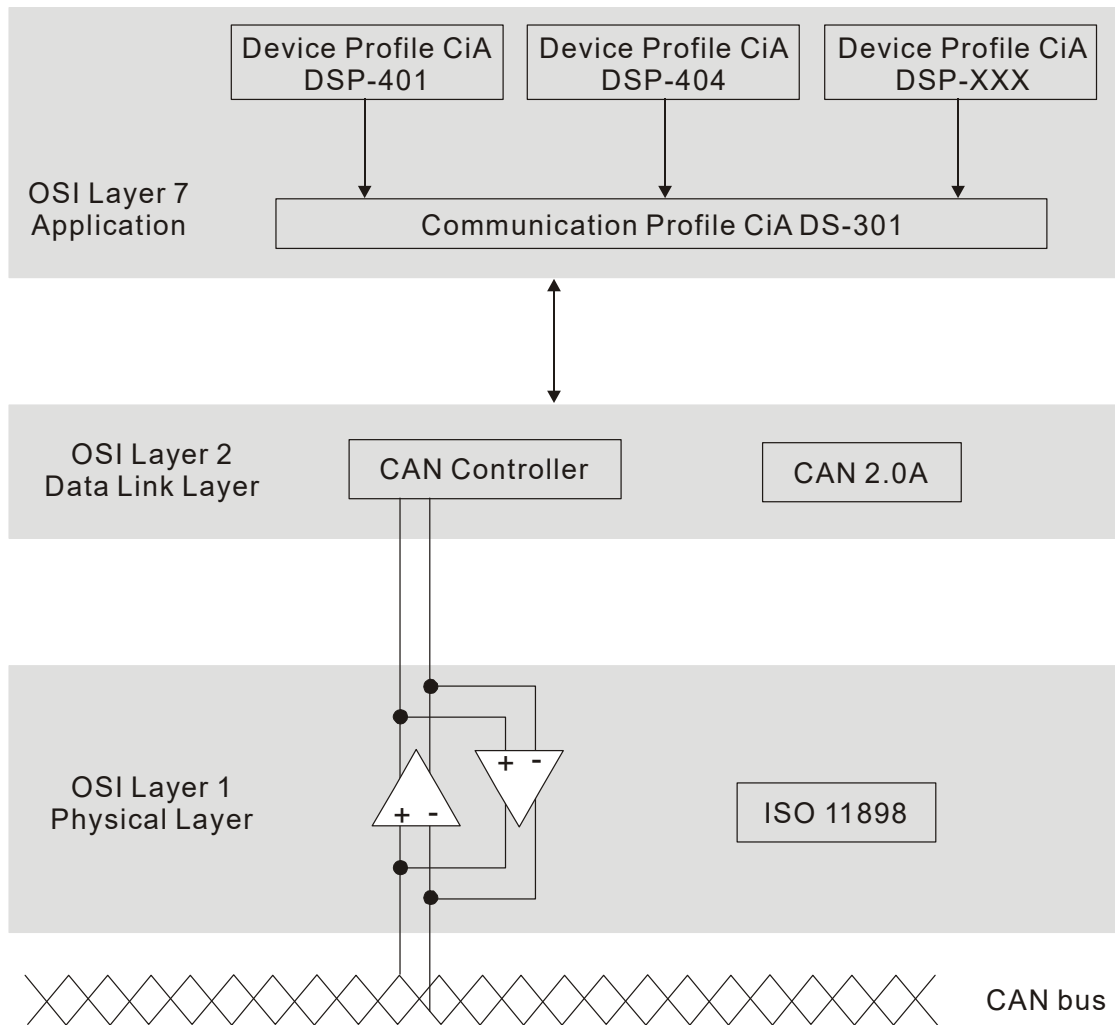 Device Profile CiA
DSP-401
Device Profile CiA
DSP-404
Device Profile CiA
DSP-XXX
OSI Layer 7
Application
Communication Profile CiA DS-301
OSI Layer 2
Data Link Layer
CAN Controller
CAN 2.0A
OSI Layer 1
Physical Layer
+ -
+ -
ISO 11898
CAN bus